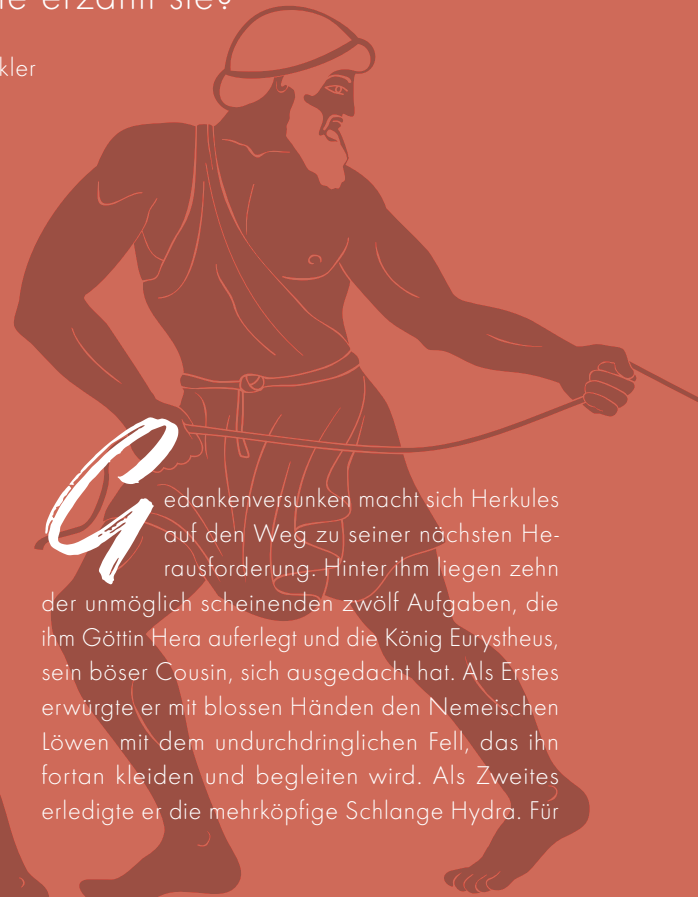 erzählt sie?
kler
Gedankenversunken macht sich Herkules
auf den Weg zu seiner nächsten He-
rausforderung. Hinter ihm liegen zehn
der unmöglich scheinenden zwölf Aufgaben, die
ihm Göttin Hera auferlegt und die König Eurystheus,
sein böser Cousin, sich ausgedacht hat. Als Erstes
erwürgte er mit blossen Händen den Nemeischen
Löwen mit dem undurchdringlichen Fell, das ihn
fortan kleiden und begleiten wird. Als Zweites
erledigte er die mehrköpfige Schlange Hydra. Für